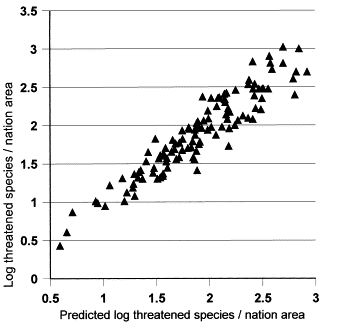 Log threatened species / nation area
3.5
3
2.5
2
1.5
1
0.5
0
0.5 1 1.5 2 2.5 3
Predicted log threatened species / nation area